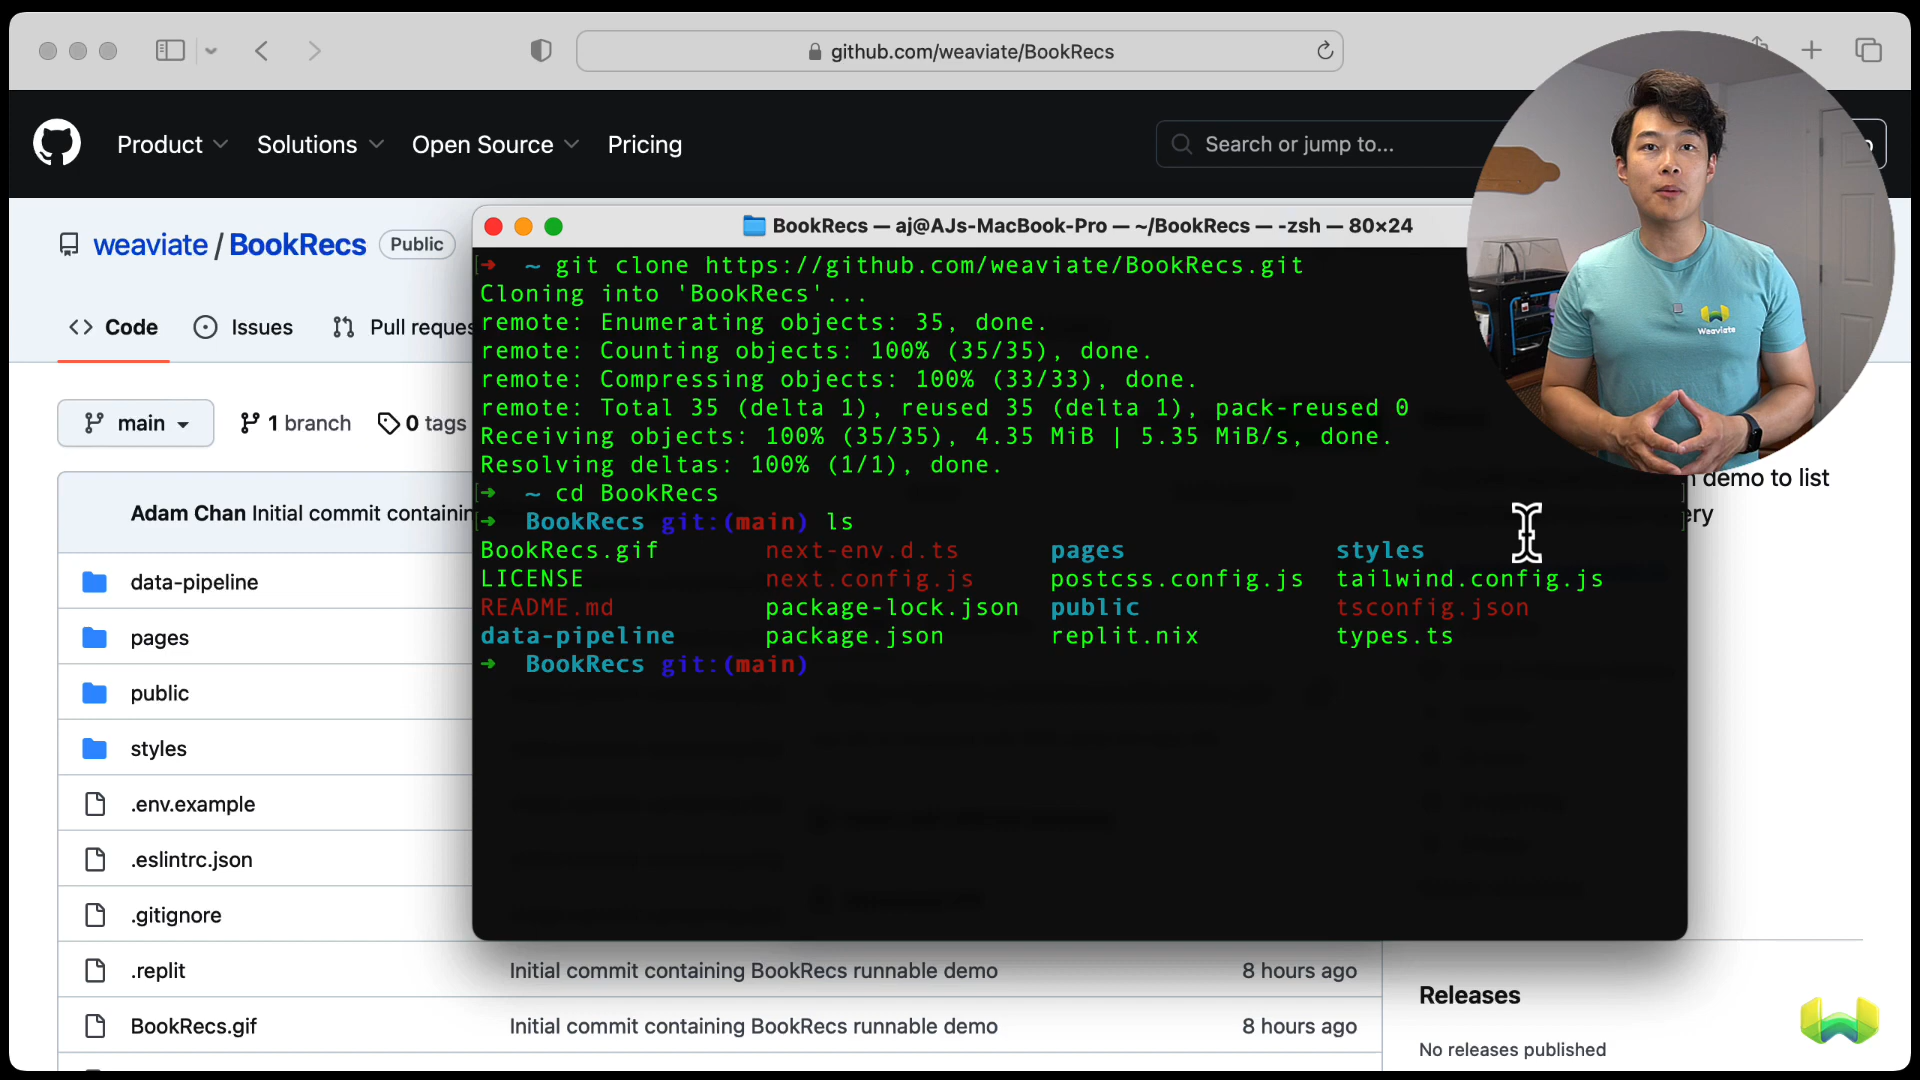 github.com/weaviate/BookRecs
Product
Solutions
Open Source
Pricing
Search or jump to...
weaviate / BookRecs
Public
Code
Issues
Pull reques
main
1 branch
0 tags
Adam Chan Initial commit containin
data-pipeline
pages
public
styles
.env.example
.eslintrc.json
.gitignore
.replit
Initial commit containing BookRecs runnable demo
8 hours ago
BookRecs.gif
Initial commit containing BookRecs runnable demo
8 hours ago
BookRecs — aj@AJs-MacBook-Pro — ~/BookRecs — -zsh — 80×24
➜ ~ git clone https://github.com/weaviate/BookRecs.git
Cloning into 'BookRecs'...
remote: Enumerating objects: 35, done.
remote: Counting objects: 100% (35/35), done.
remote: Compressing objects: 100% (33/33), done.
remote: Total 35 (delta 1), reused 35 (delta 1), pack-reused 0
Receiving objects: 100% (35/35), 4.35 MiB | 5.35 MiB/s, done.
Resolving deltas: 100% (1/1), done.
➜ ~ cd BookRecs
➜ BookRecs git:(main) ls
BookRecs.gif next-env.d.ts pages styles
LICENSE next.config.js postcss.config.js tailwind.config.js
README.md package-lock.json public tsconfig.json
data-pipeline package.json replit.nix types.ts
➜ BookRecs git:(main)
Weaviate
demo to list
ery
Releases
No releases published